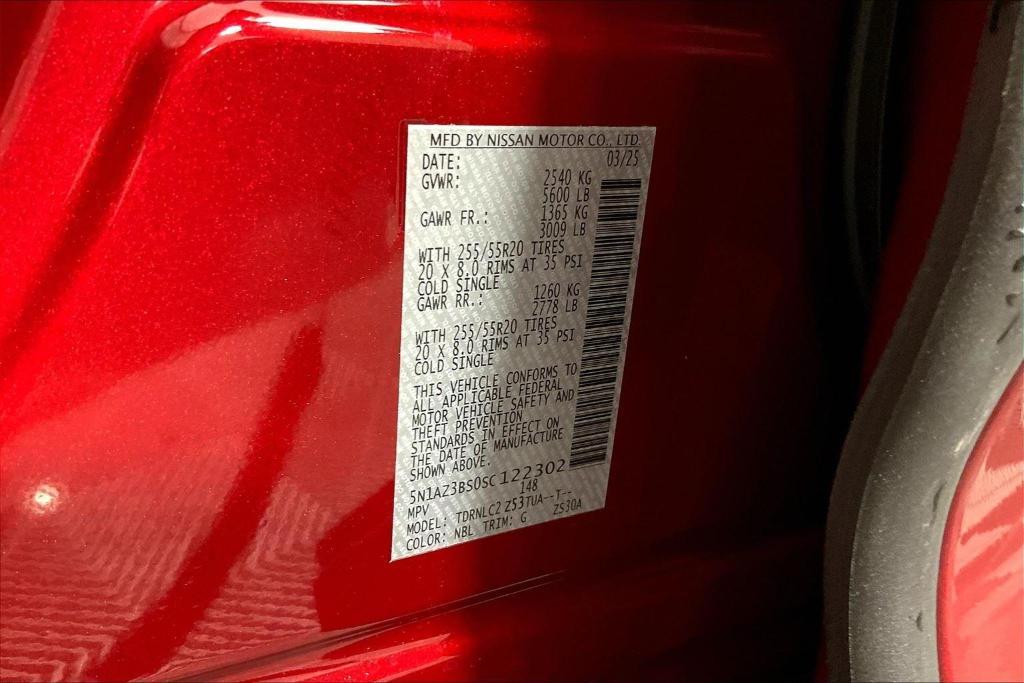 MFD BY NISSAN MOTOR CO., LTD.
DATE: 03/25
GVWR: 2540 KG
5600 LB
GAWR FR.: 1365 KG
3009 LB
WITH 255/55R20 TIRES
20 X 8.0 RIMS AT 35 PSI
COLD SINGLE
GAWR RR.: 1260 KG
2778 LB
WITH 255/55R20 TIRES
20 X 8.0 RIMS AT 35 PSI
COLD SINGLE
THIS VEHICLE CONFORMS TO
ALL APPLICABLE FEDERAL
MOTOR VEHICLE SAFETY AND
THEFT PREVENTION
STANDARDS IN EFFECT ON
THE DATE OF MANUFACTURE
SHOWN ABOVE.
5N1AZ3BS0SC122302
MPV 148
MODEL: TDRNLC2 Z53TUA--T--
COLOR: NBL TRIM: G ZS30A